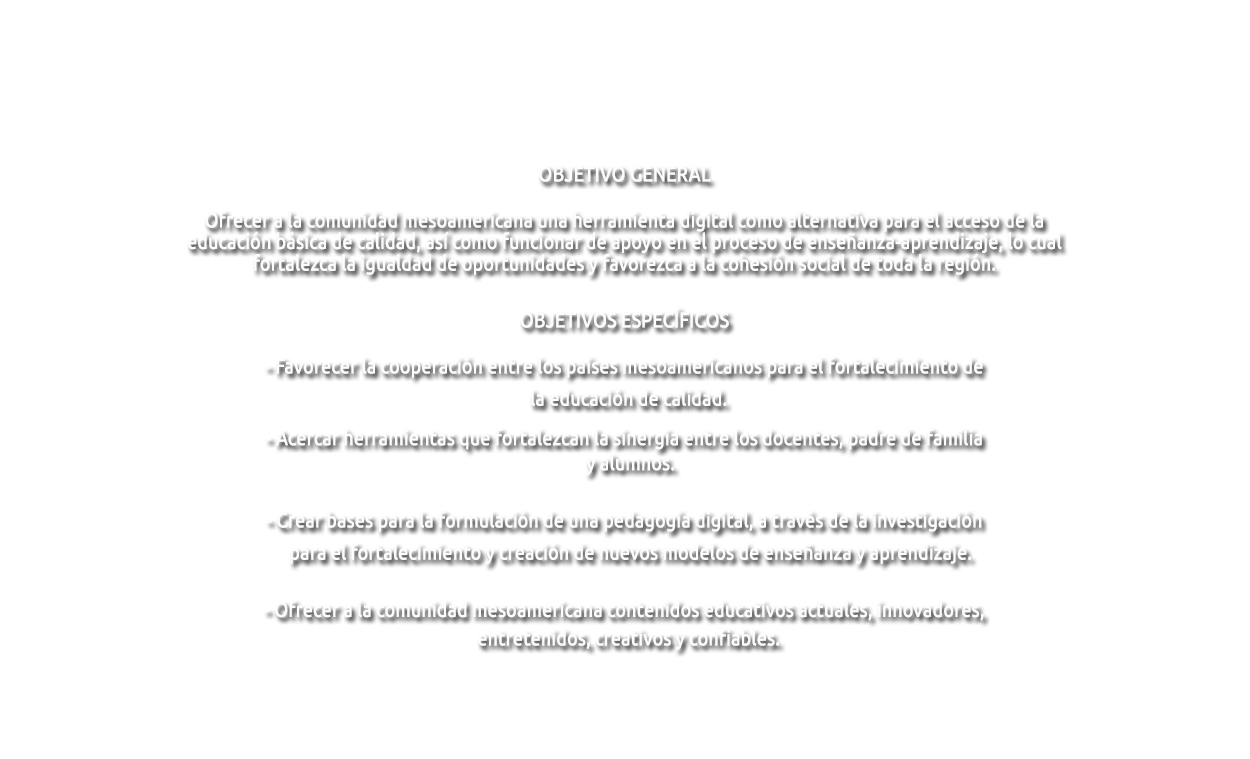 OBJETIVO GENERAL
Ofrecer a la comunidad mesoamericana una herramienta digital como alternativa para el acceso de la
educación básica de calidad, así como funcionar de apoyo en el proceso de enseñanza-aprendizaje, lo cual
fortalezca la igualdad de oportunidades y favorezca a la cohesión social de toda la región.
OBJETIVOS ESPECÍFICOS
- Favorecer la cooperación entre los países mesoamericanos para el fortalecimiento de
la educación de calidad.
- Acercar herramientas que fortalezcan la sinergia entre los docentes, padre de familia
y alumnos.
- Crear bases para la formulación de una pedagogía digital, a través de la investigación
para el fortalecimiento y creación de nuevos modelos de enseñanza y aprendizaje.
- Ofrecer a la comunidad mesoamericana contenidos educativos actuales, innovadores,
entretenidos, creativos y confiables.